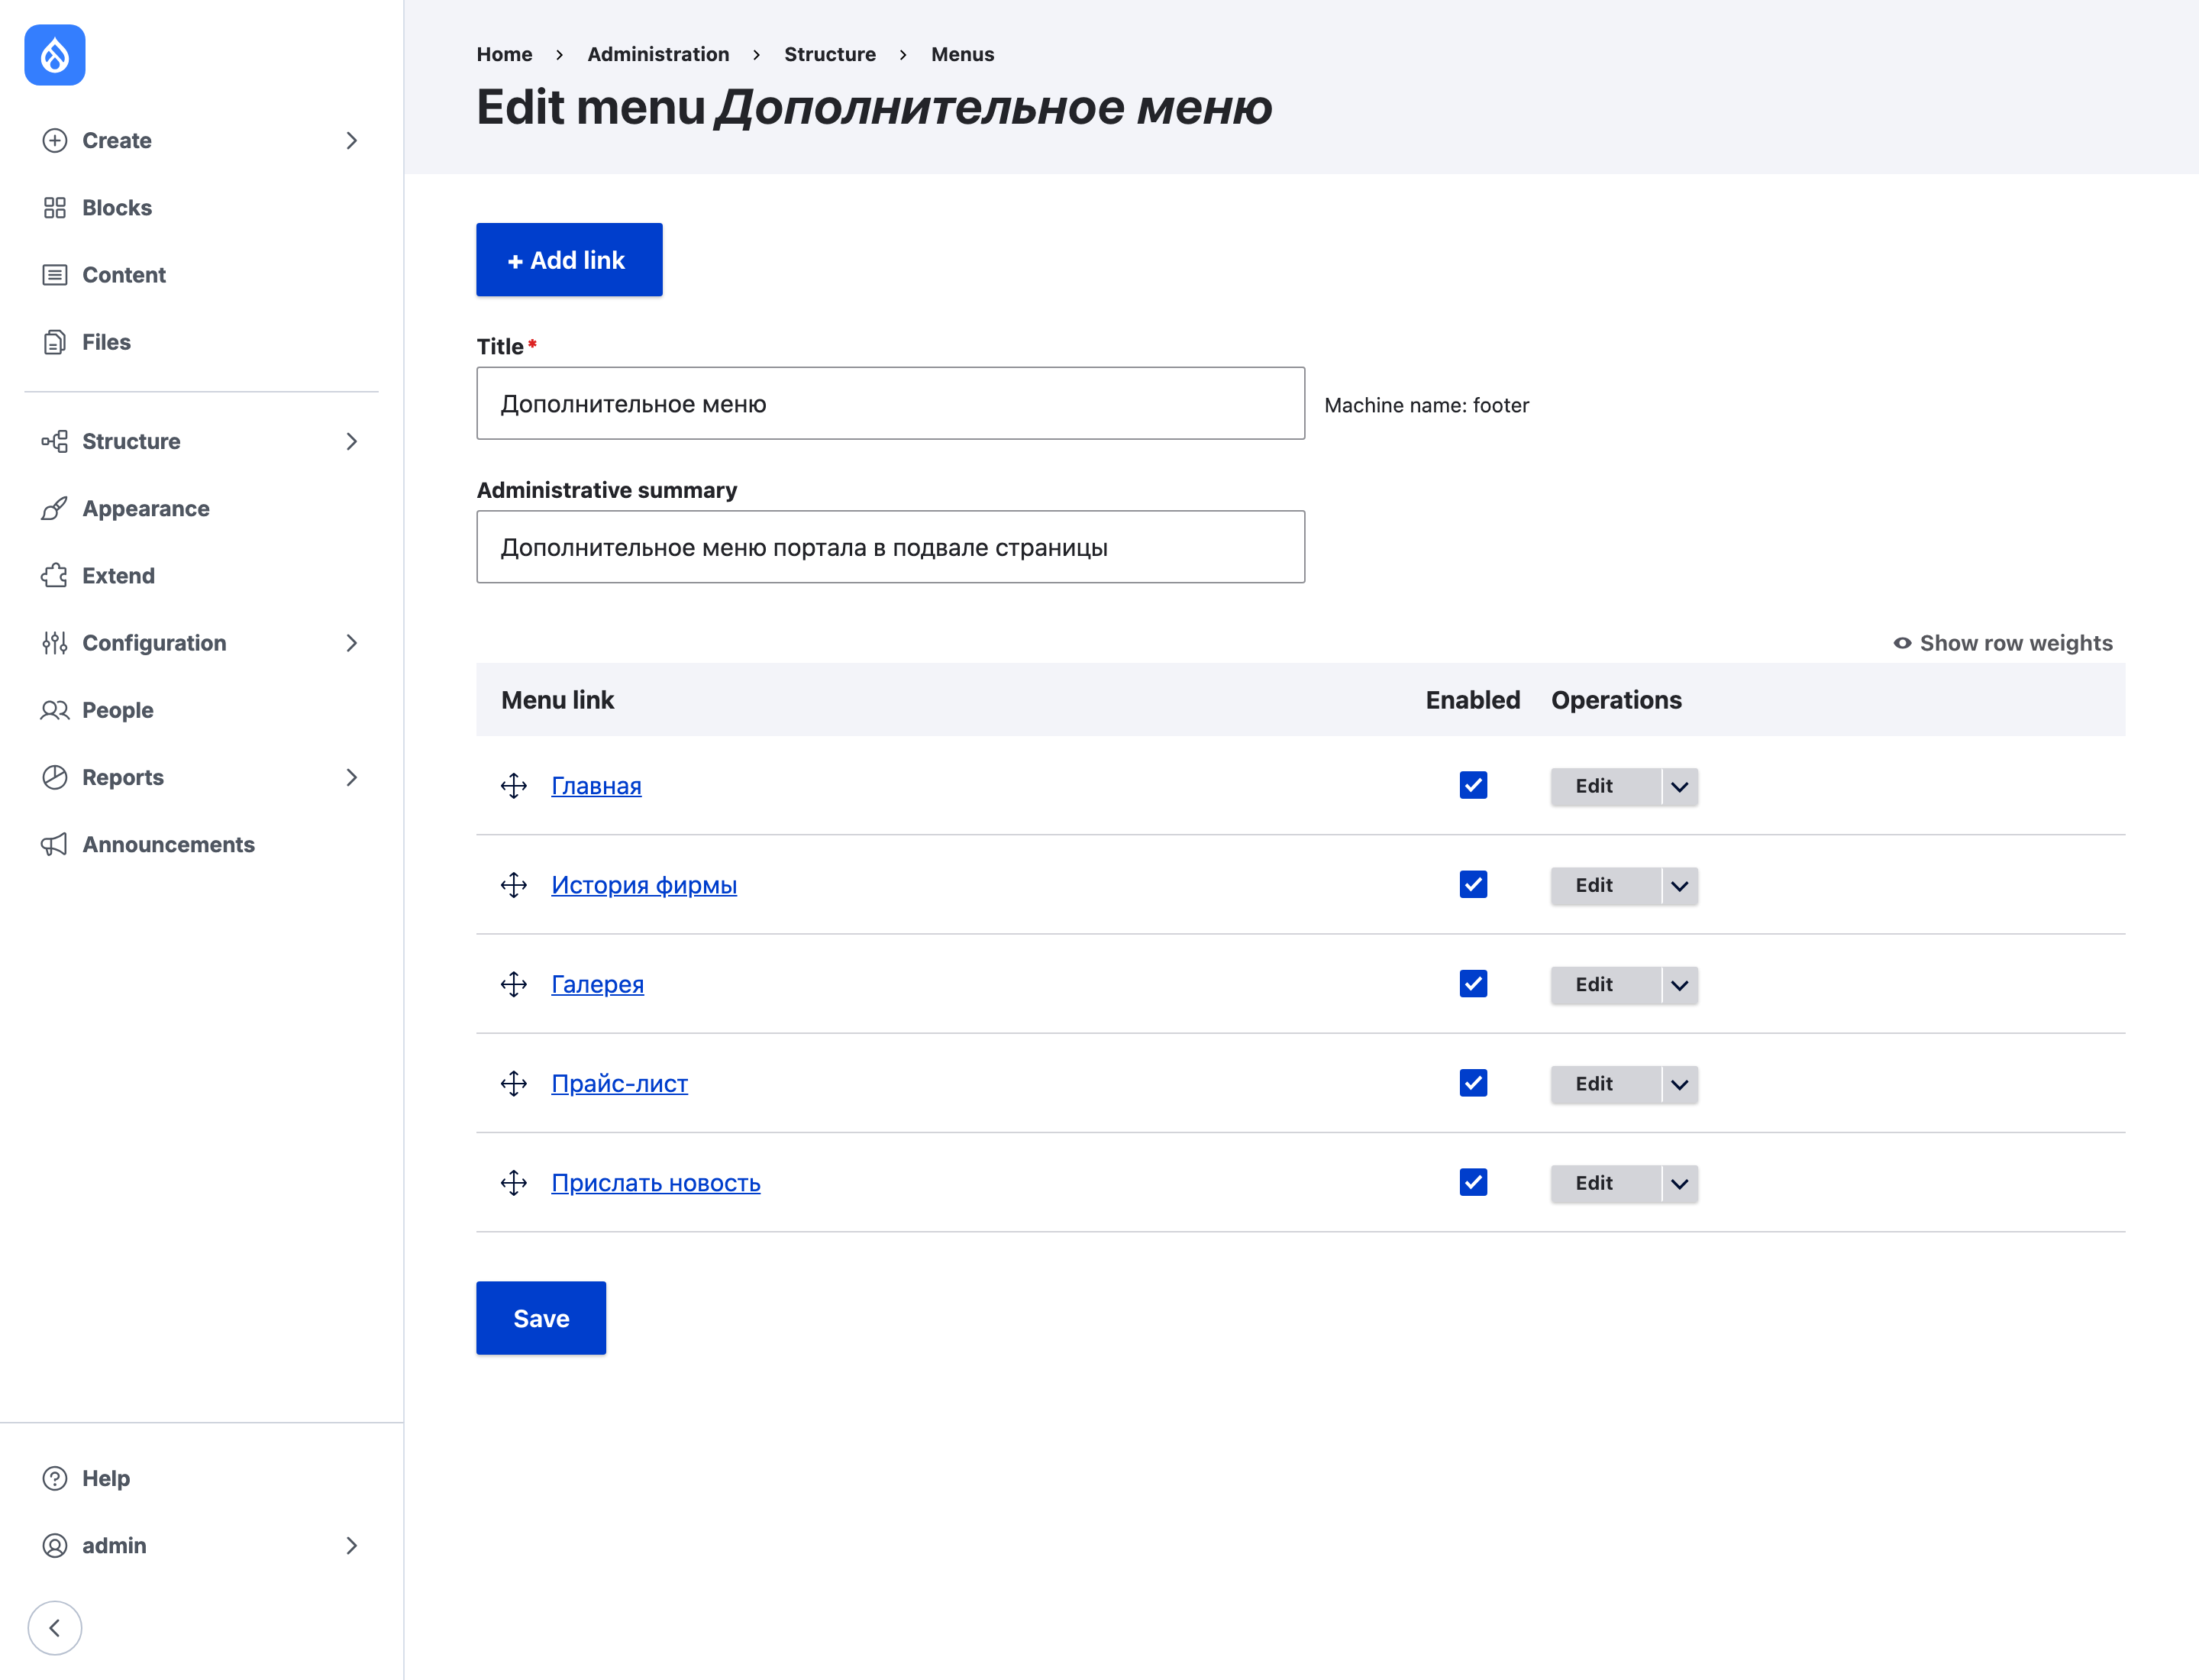 Create
Blocks
Content
Files
Structure
Appearance
Extend
Configuration
People
Reports
Announcements
Help
admin
Home > Administration > Structure > Menus
Edit menu Дополнительное меню
+ Add link
Title*
Дополнительное меню
Machine name: footer
Administrative summary
Дополнительное меню портала в подвале страницы
Show row weights
Menu link Enabled Operations
Главная Edit
История фирмы Edit
Галерея Edit
Прайс-лист Edit
Прислать новость Edit
Save